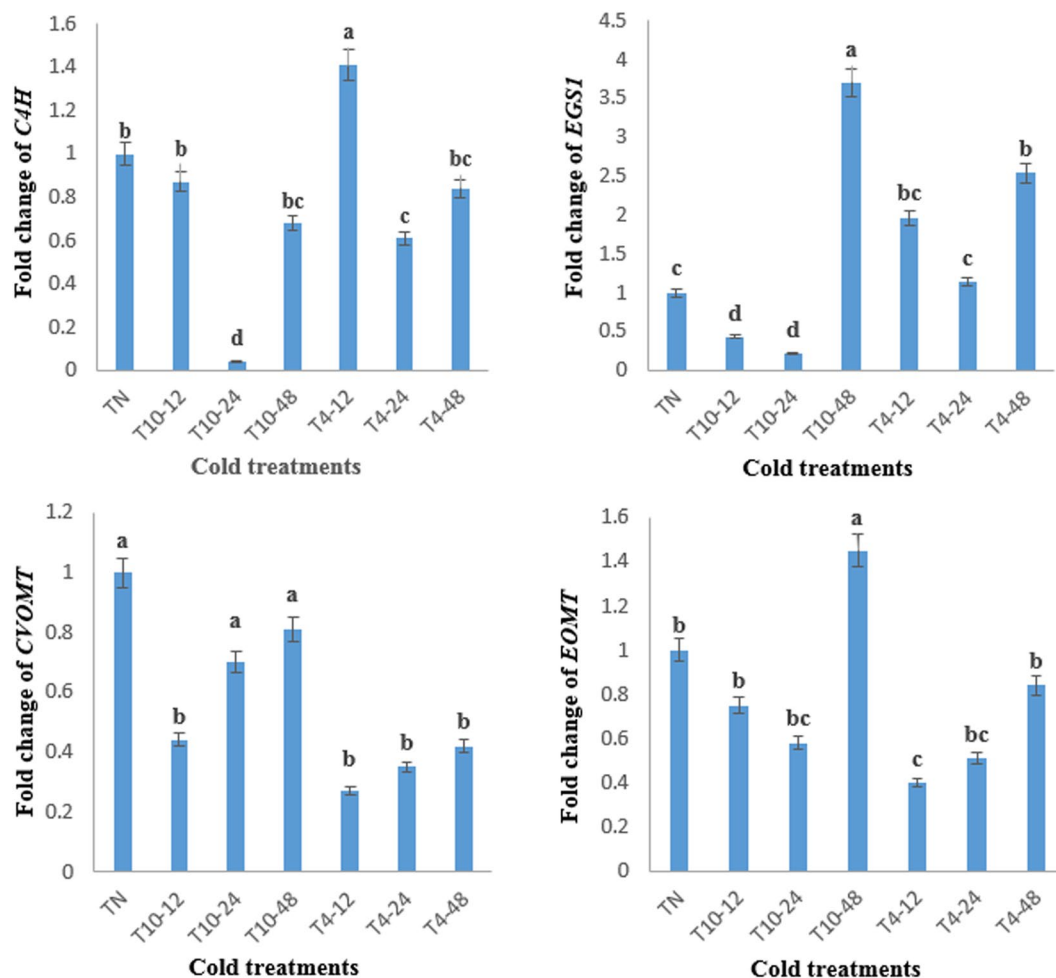 Fold change of C4H
1.6
1.4
1.2
1
0.8
0.6
0.4
0.2
0
b
b
d
bc
a
c
bc
TN
T10-12
T10-24
T10-48
T4-12
T4-24
T4-48
Cold treatments
Fold change of EGS1
4.5
4
3.5
3
2.5
2
1.5
1
0.5
0
c
d
d
a
bc
c
b
TN
T10-12
T10-24
T10-48
T4-12
T4-24
T4-48
Cold treatments
Fold change of CVOMT
1.2
1
0.8
0.6
0.4
0.2
0
a
b
a
a
b
b
b
TN
T10-12
T10-24
T10-48
T4-12
T4-24
T4-48
Cold treatments
Fold change of EOMT
1.6
1.4
1.2
1
0.8
0.6
0.4
0.2
0
b
b
bc
a
c
bc
b
TN
T10-12
T10-24
T10-48
T4-12
T4-24
T4-48
Cold treatments